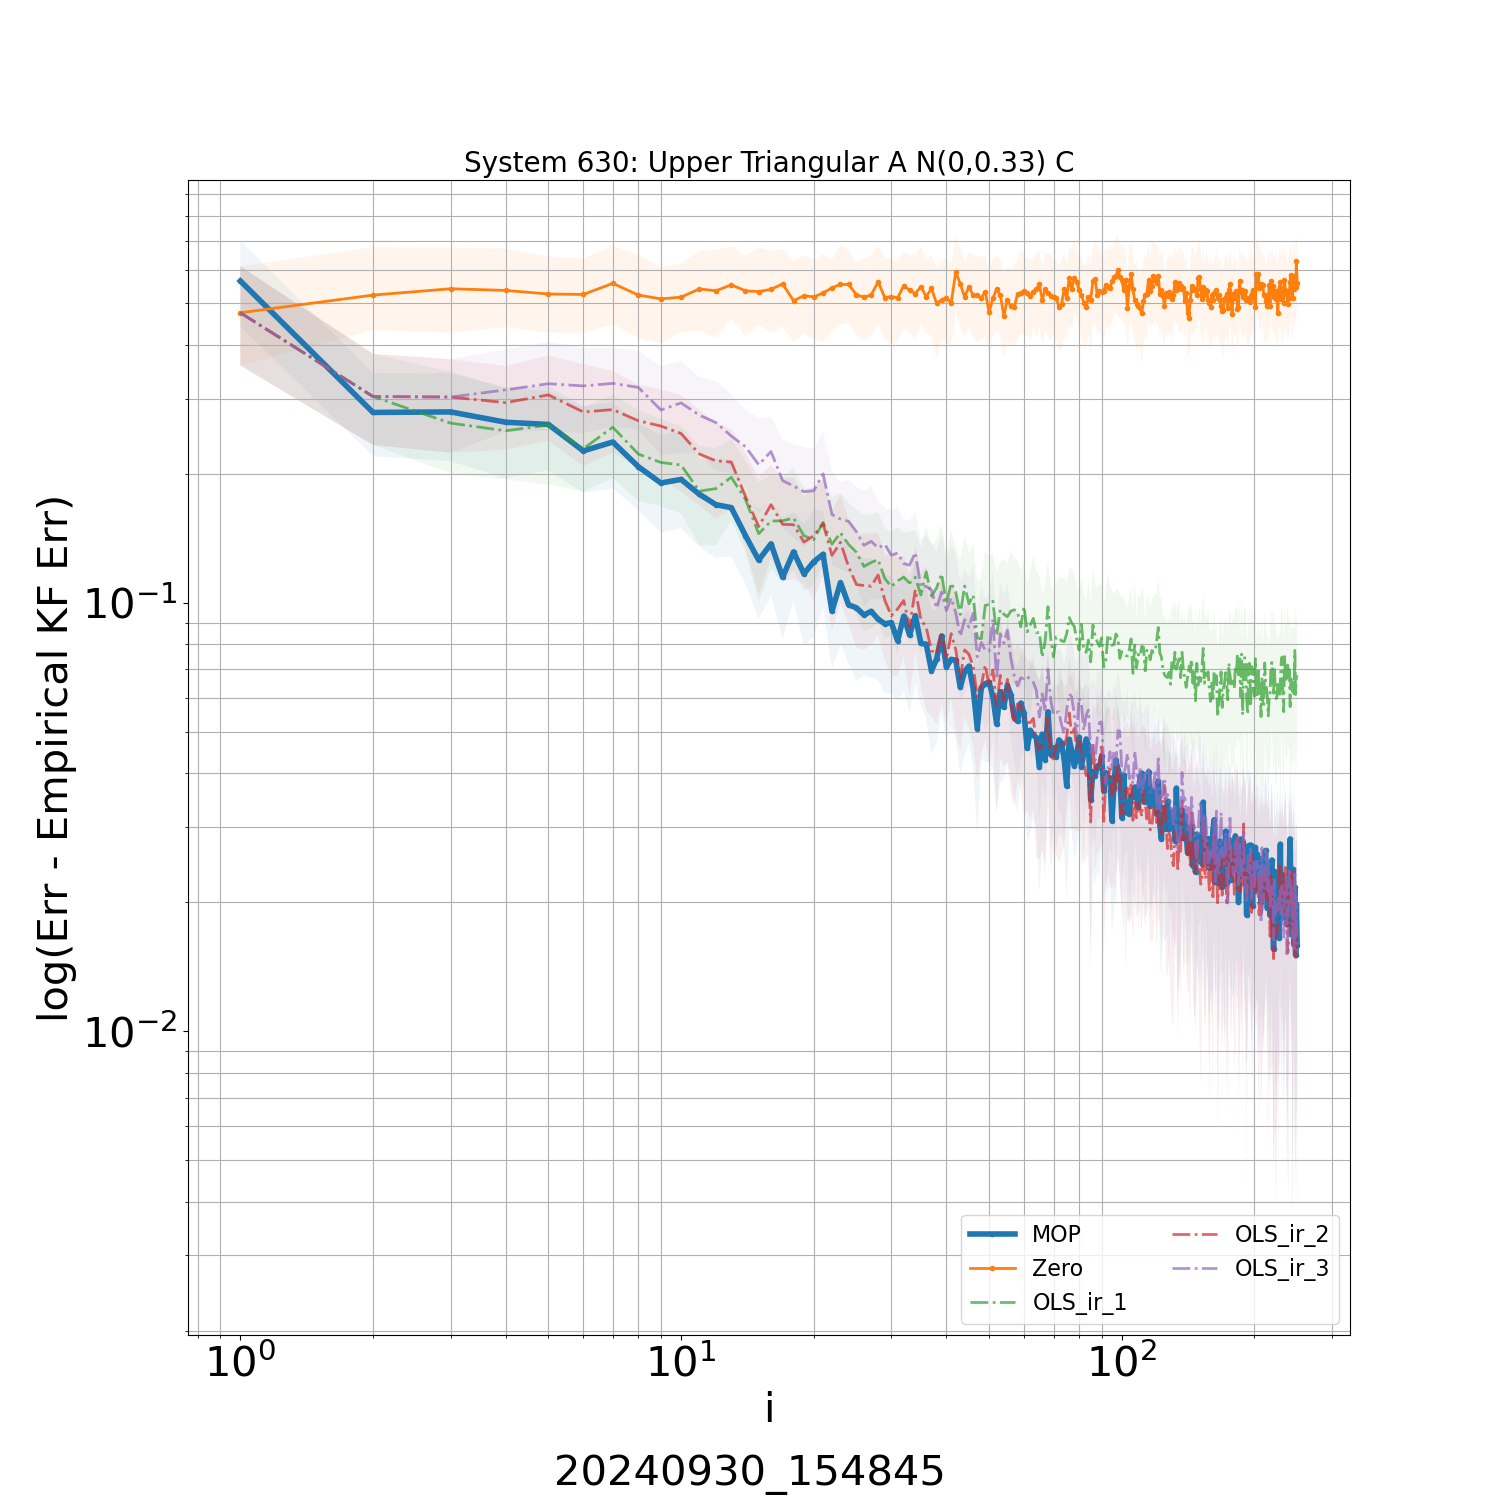 System 630: Upper Triangular A N(0,0.33) C
log(Err - Empirical KF Err)
10⁻¹
10⁻²
MOP
Zero
OLS_ir_1
OLS_ir_2
OLS_ir_3
10⁰ 10¹ 10²
i
20240930_154845